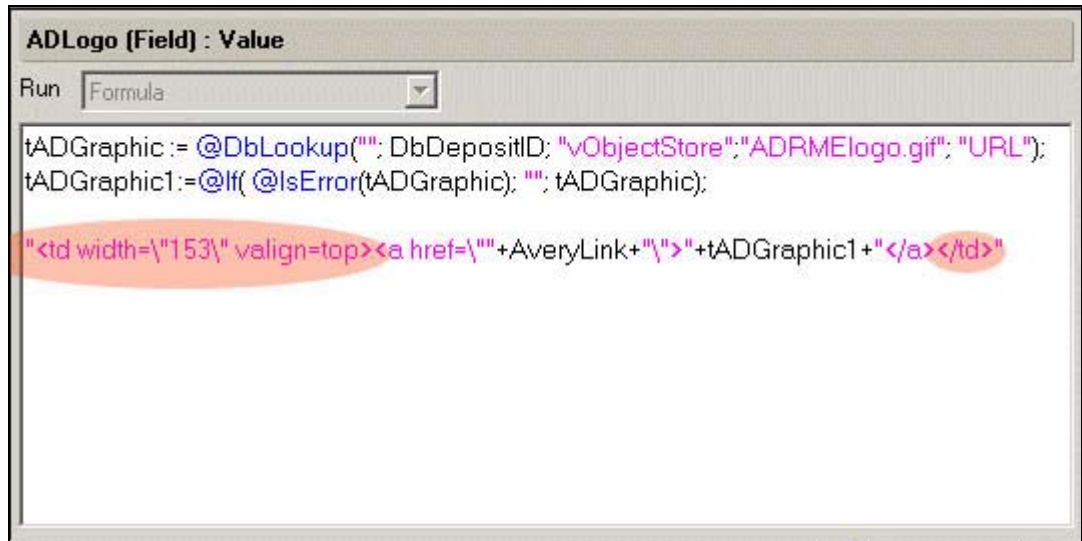 ADLogo (Field) : Value
Run Formula
tADGraphic := @DbLookup(""; DbDepositID; "vObjectStore";"ADRMElogo.gif"; "URL");
tADGraphic1:=@If( @IsError(tADGraphic); ""; tADGraphic);
"<td width=\"153\" valign=top><a href=\""+AveryLink+"\">"+tADGraphic1+"</a></td>"